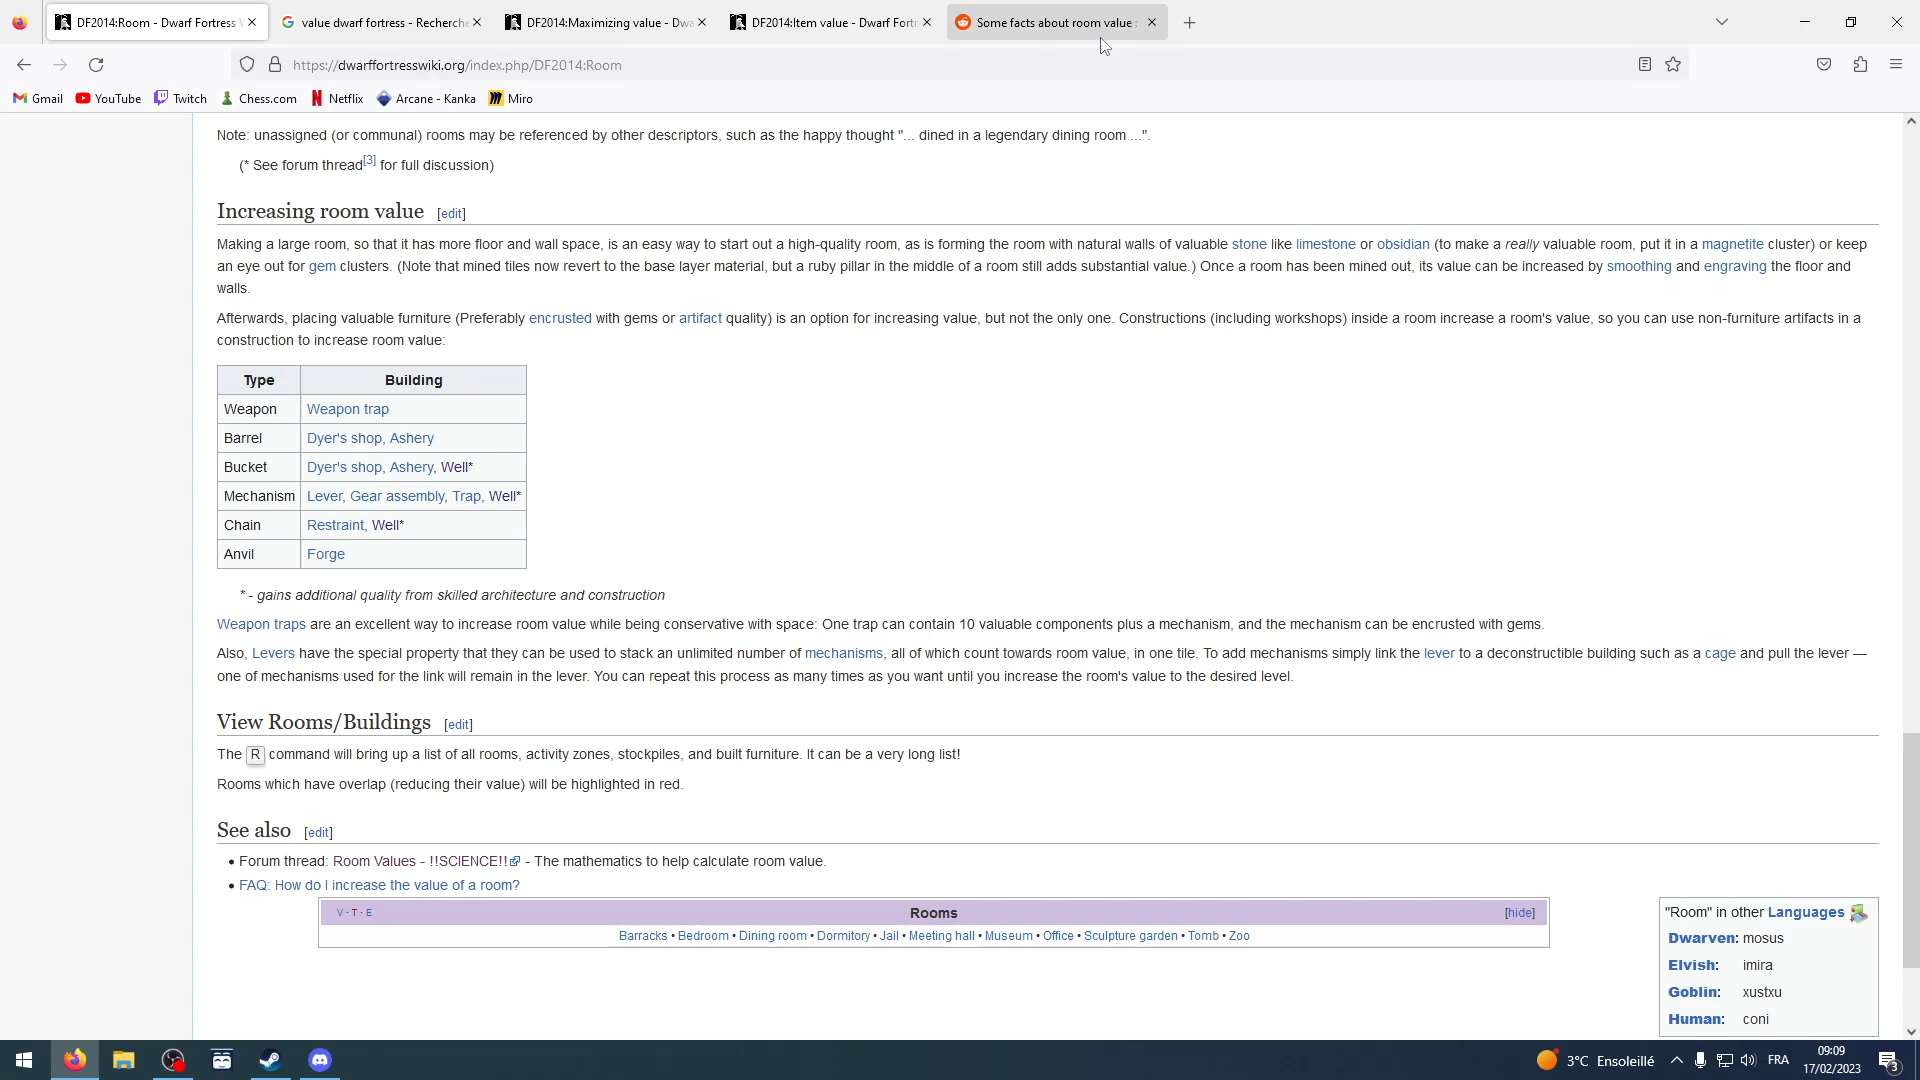 DF2014:Room - Dwarf Fortress W
value dwarf fortress - Recherche
DF2014:Maximizing value - Dwa
DF2014:Item value - Dwarf Fortr
Some facts about room value :
https://dwarffortresswiki.org/index.php/DF2014:Room
Gmail YouTube Twitch Chess.com Netflix Arcane - Kanka Miro
Note: unassigned (or communal) rooms may be referenced by other descriptors, such as the happy thought "... dined in a legendary dining room ...".
(* See forum thread[3] for full discussion)
Increasing room value [edit]
Making a large room, so that it has more floor and wall space, is an easy way to start out a high-quality room, as is forming the room with natural walls of valuable stone like limestone or obsidian (to make a really valuable room, put it in a magnetite cluster) or keep
an eye out for gem clusters. (Note that mined tiles now revert to the base layer material, but a ruby pillar in the middle of a room still adds substantial value.) Once a room has been mined out, its value can be increased by smoothing and engraving the floor and
walls.
Afterwards, placing valuable furniture (Preferably encrusted with gems or artifact quality) is an option for increasing value, but not the only one. Constructions (including workshops) inside a room increase a room's value, so you can use non-furniture artifacts in a
construction to increase room value:
Type Building
Weapon Weapon trap
Barrel Dyer's shop, Ashery
Bucket Dyer's shop, Ashery, Well*
Mechanism Lever, Gear assembly, Trap, Well*
Chain Restraint, Well*
Anvil Forge
* - gains additional quality from skilled architecture and construction
Weapon traps are an excellent way to increase room value while being conservative with space: One trap can contain 10 valuable components plus a mechanism, and the mechanism can be encrusted with gems.
Also, Levers have the special property that they can be used to stack an unlimited number of mechanisms, all of which count towards room value, in one tile. To add mechanisms simply link the lever to a deconstructible building such as a cage and pull the lever —
one of mechanisms used for the link will remain in the lever. You can repeat this process as many times as you want until you increase the room's value to the desired level.
View Rooms/Buildings [edit]
The R command will bring up a list of all rooms, activity zones, stockpiles, and built furniture. It can be a very long list!
Rooms which have overlap (reducing their value) will be highlighted in red.
See also [edit]
• Forum thread: Room Values - !!SCIENCE!! - The mathematics to help calculate room value.
• FAQ: How do I increase the value of a room?
V · T · E Rooms [hide]
Barracks • Bedroom • Dining room • Dormitory • Jail • Meeting hall • Museum • Office • Sculpture garden • Tomb • Zoo
"Room" in other Languages
Dwarven: mosus
Elvish: imira
Goblin: xustxu
Human: coni
3°C Ensoleillé
FRA
09:09
17/02/2023
3